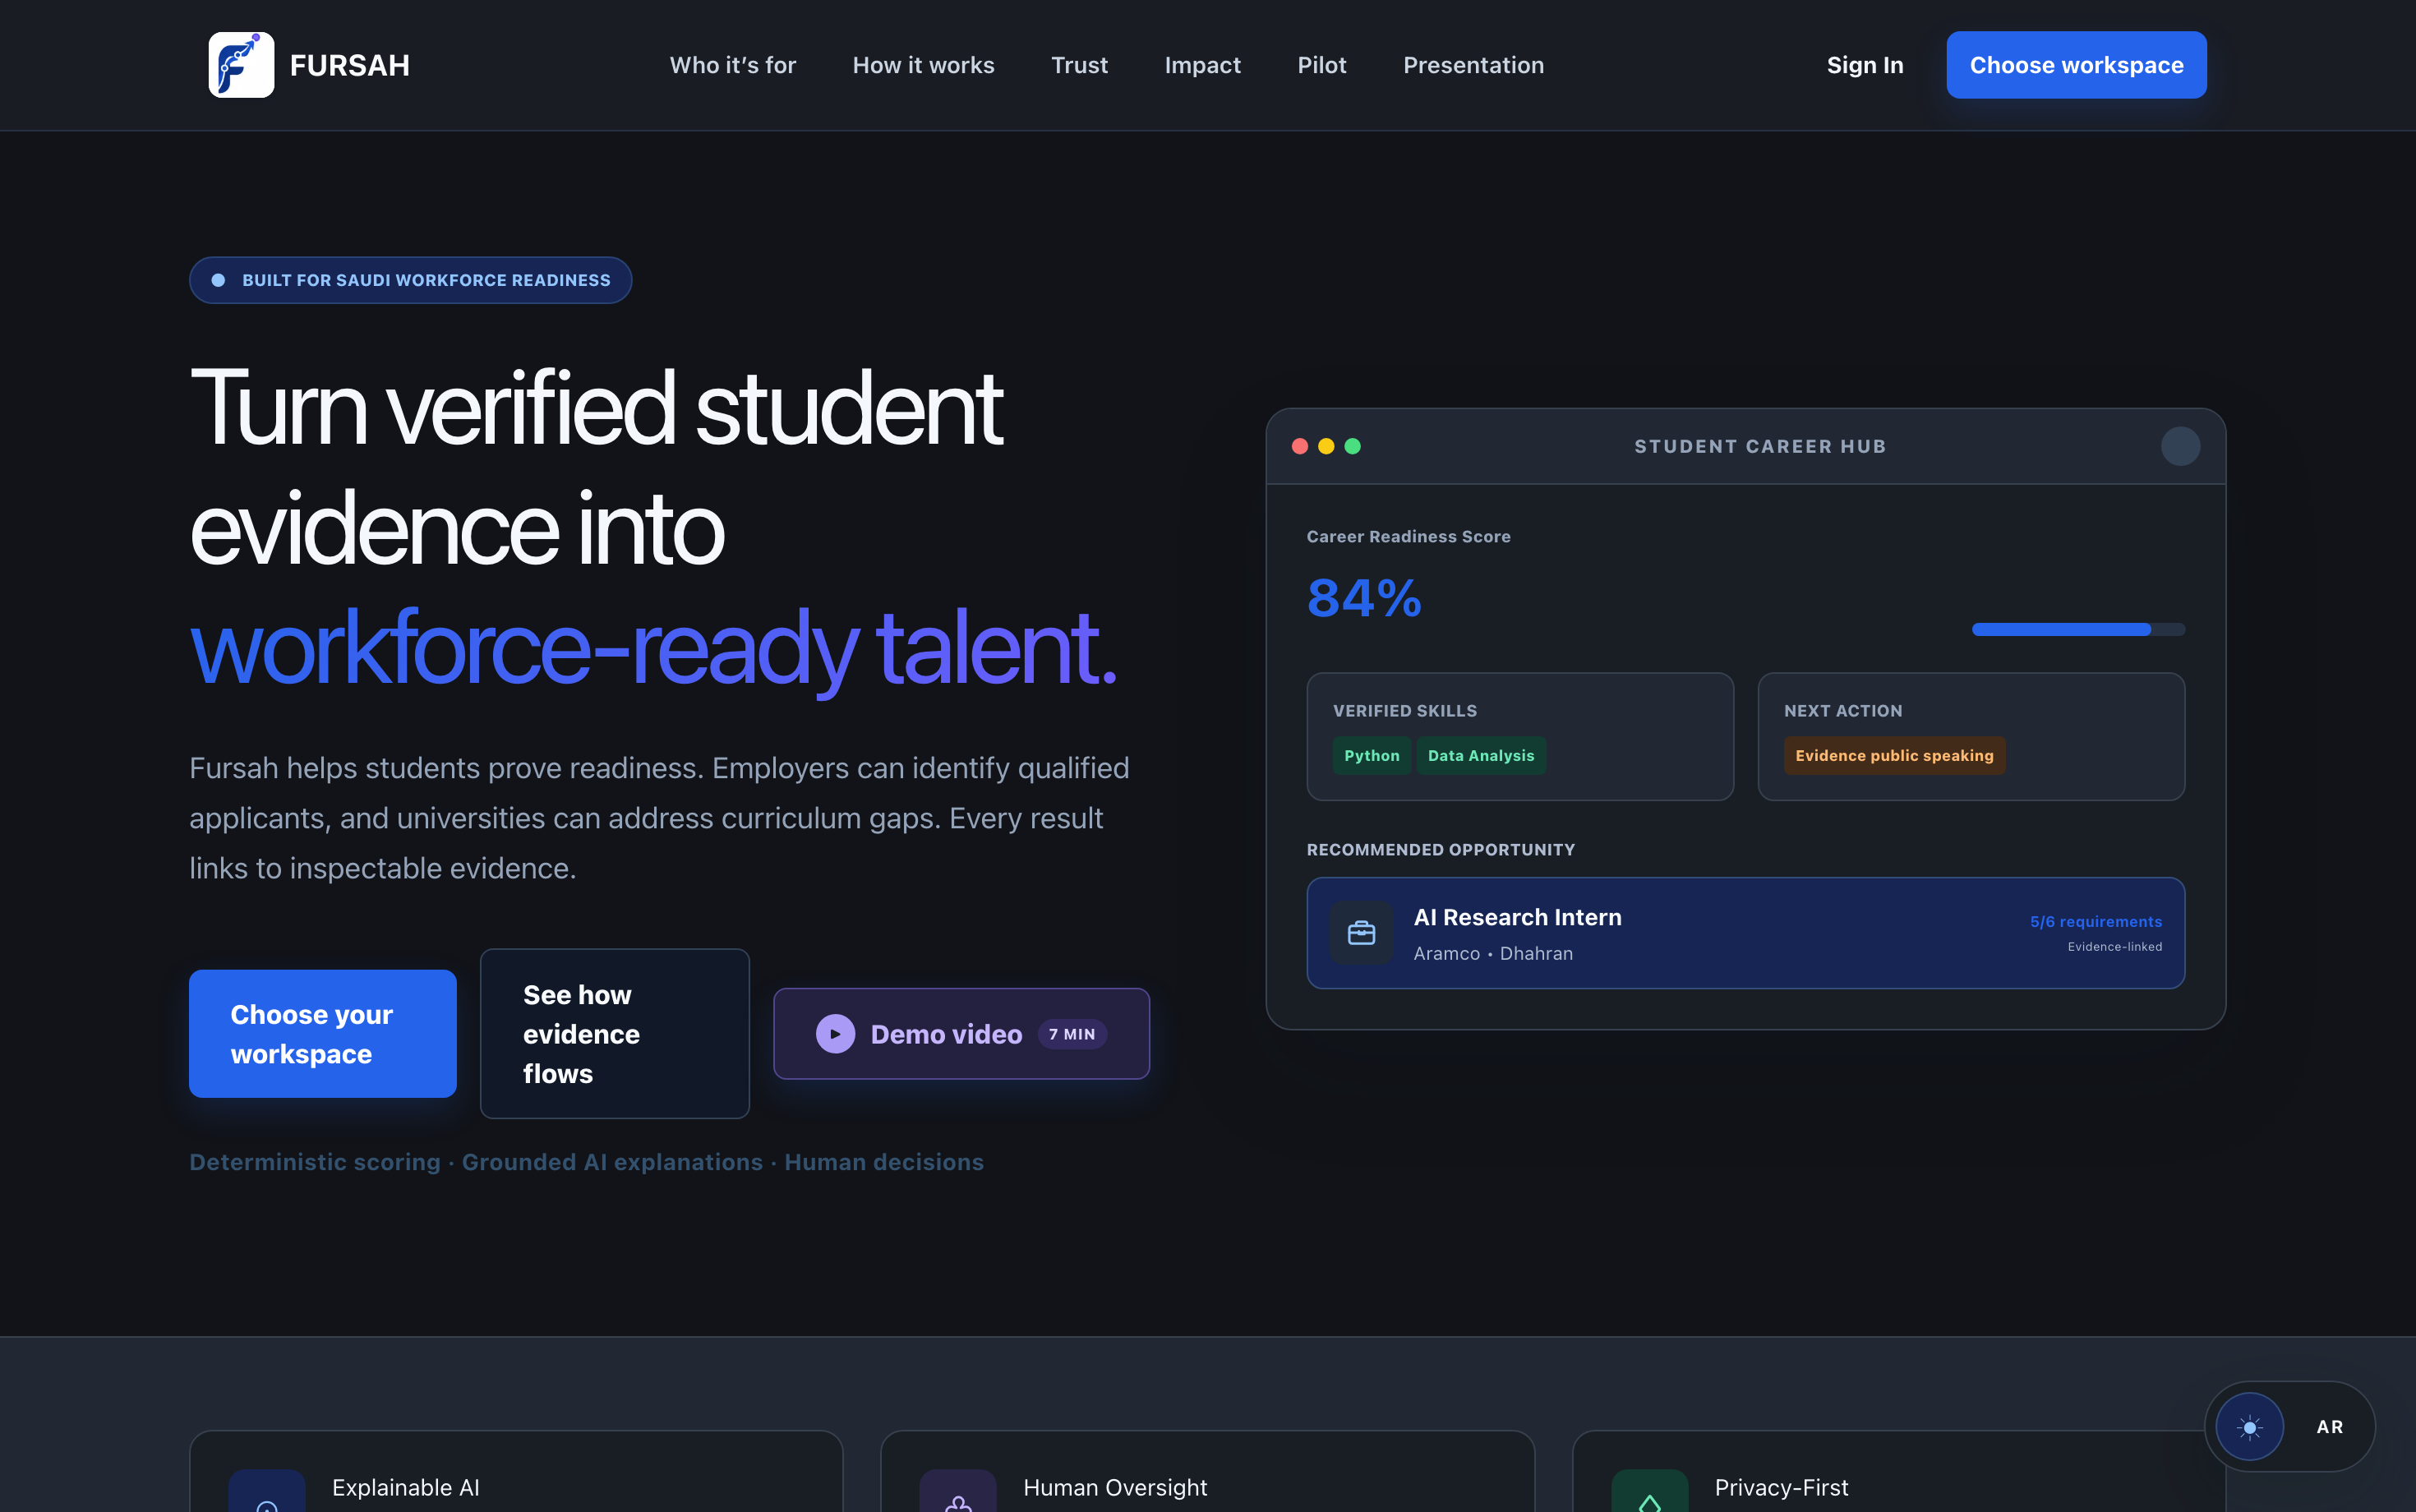 FURSAH
Who it’s for
How it works
Trust
Impact
Pilot
Presentation
Sign In
Choose workspace
BUILT FOR SAUDI WORKFORCE READINESS
Turn verified student
evidence into
workforce-ready talent.
Fursah helps students prove readiness. Employers can identify qualified
applicants, and universities can address curriculum gaps. Every result
links to inspectable evidence.
Choose your
workspace
See how
evidence
flows
Demo video 7 MIN
Deterministic scoring · Grounded AI explanations · Human decisions
STUDENT CAREER HUB
Career Readiness Score
84%
VERIFIED SKILLS
Python
Data Analysis
NEXT ACTION
Evidence public speaking
RECOMMENDED OPPORTUNITY
AI Research Intern
Aramco • Dhahran
5/6 requirements
Evidence-linked
Explainable AI
Human Oversight
Privacy-First
AR